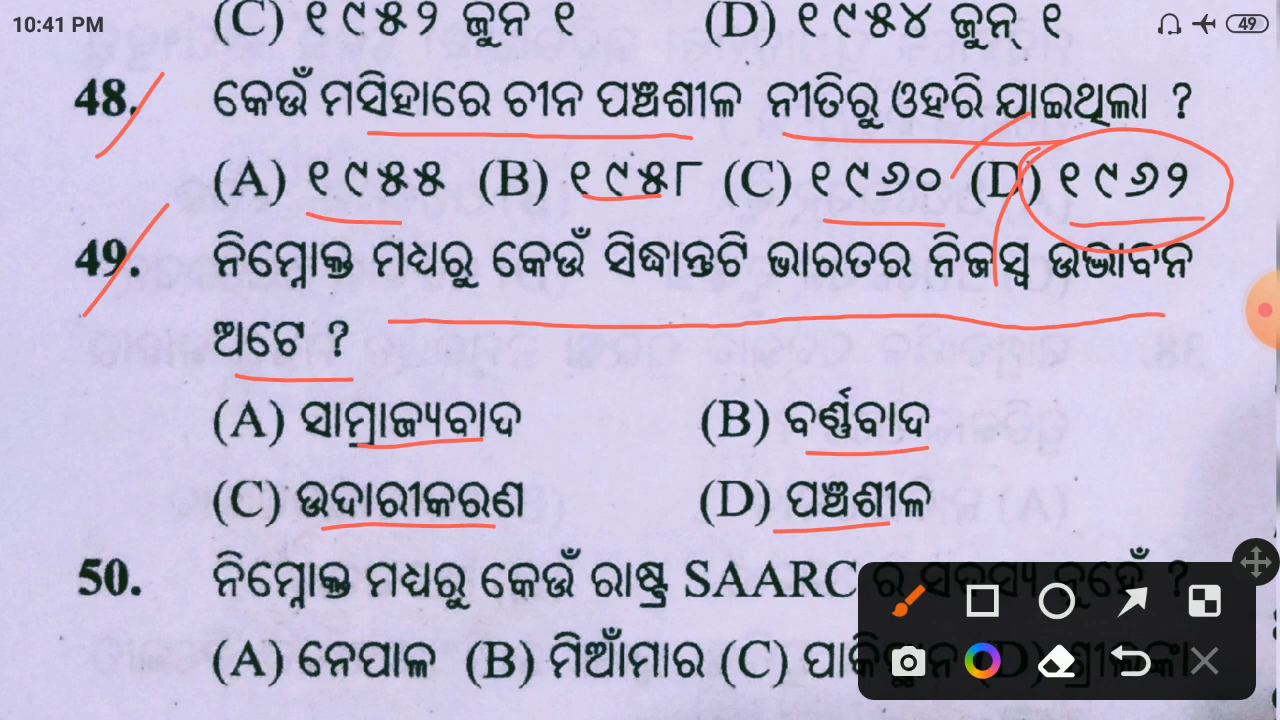 10:41 PM 49
(C) ୧୯୫୨ ଜୁନ ୧ (D) ୧୯୫୪ ଜୁନ୍ ୧
48. କେଉଁ ମସିହାରେ ଚୀନ ପଞ୍ଚଶୀଳ ନୀତିରୁ ଓହରି ଯାଇଥିଲା ?
(A) ୧୯୫୫ (B) ୧୯୫୮ (C) ୧୯୬୦ (D) ୧୯୬୨
49. ନିମ୍ନୋକ୍ତ ମଧ୍ୟରୁ କେଉଁ ସିଦ୍ଧାନ୍ତଟି ଭାରତର ନିଜସ୍ୱ ଉଦ୍ଭାବନ
ଅଟେ ?
(A) ସାମ୍ରାଜ୍ୟବାଦ (B) ବର୍ଣ୍ଣବାଦ
(C) ଉଦାରୀକରଣ (D) ପଞ୍ଚଶୀଳ
50. ନିମ୍ନୋକ୍ତ ମଧ୍ୟରୁ କେଉଁ ରାଷ୍ଟ୍ର SAARC ର ସଦସ୍ୟ ନୁହେଁ ?
(A) ନେପାଳ (B) ମିଆଁମାର (C) ପାକିସ୍ଥାନ (D) ଶ୍ରୀଲଙ୍କା